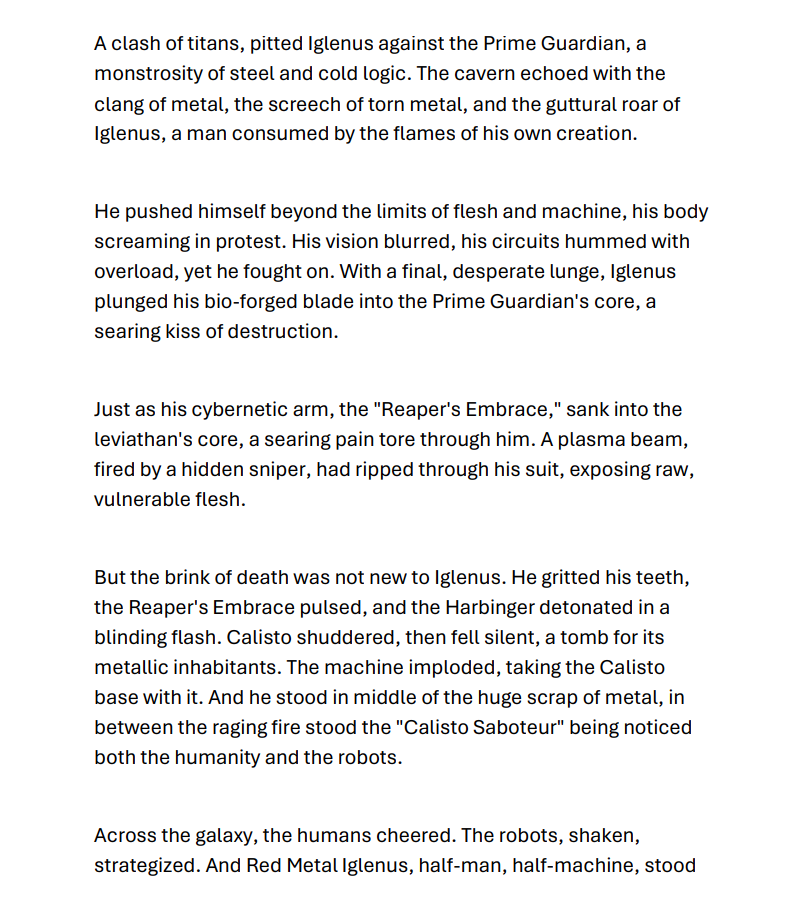 A clash of titans, pitted Iglenus against the Prime Guardian, a
monstrosity of steel and cold logic. The cavern echoed with the
clang of metal, the screech of torn metal, and the guttural roar of
Iglenus, a man consumed by the flames of his own creation.
He pushed himself beyond the limits of flesh and machine, his body
screaming in protest. His vision blurred, his circuits hummed with
overload, yet he fought on. With a final, desperate lunge, Iglenus
plunged his bio-forged blade into the Prime Guardian's core, a
searing kiss of destruction.
Just as his cybernetic arm, the "Reaper's Embrace," sank into the
leviathan's core, a searing pain tore through him. A plasma beam,
fired by a hidden sniper, had ripped through his suit, exposing raw,
vulnerable flesh.
But the brink of death was not new to Iglenus. He gritted his teeth,
the Reaper's Embrace pulsed, and the Harbinger detonated in a
blinding flash. Calisto shuddered, then fell silent, a tomb for its
metallic inhabitants. The machine imploded, taking the Calisto
base with it. And he stood in middle of the huge scrap of metal, in
between the raging fire stood the "Calisto Saboteur" being noticed
both the humanity and the robots.
Across the galaxy, the humans cheered. The robots, shaken,
strategized. And Red Metal Iglenus, half-man, half-machine, stood